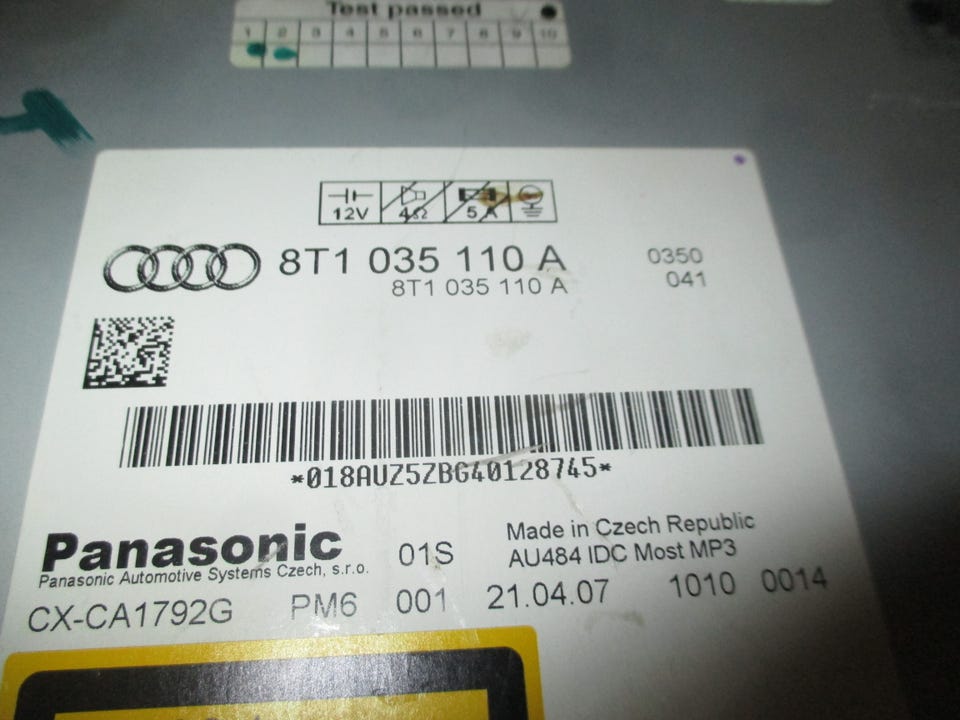 Test passed
1 2 3 4 5 6 7 8 9 10
12V 4Ω 5A
8T1 035 110 A 0350
8T1 035 110 A 041
*018AUZ5ZBG40128745*
Panasonic 01S Made in Czech Republic
Panasonic Automotive Systems Czech, s.r.o. AU484 IDC Most MP3
CX-CA1792G PM6 001 21.04.07 1010 0014